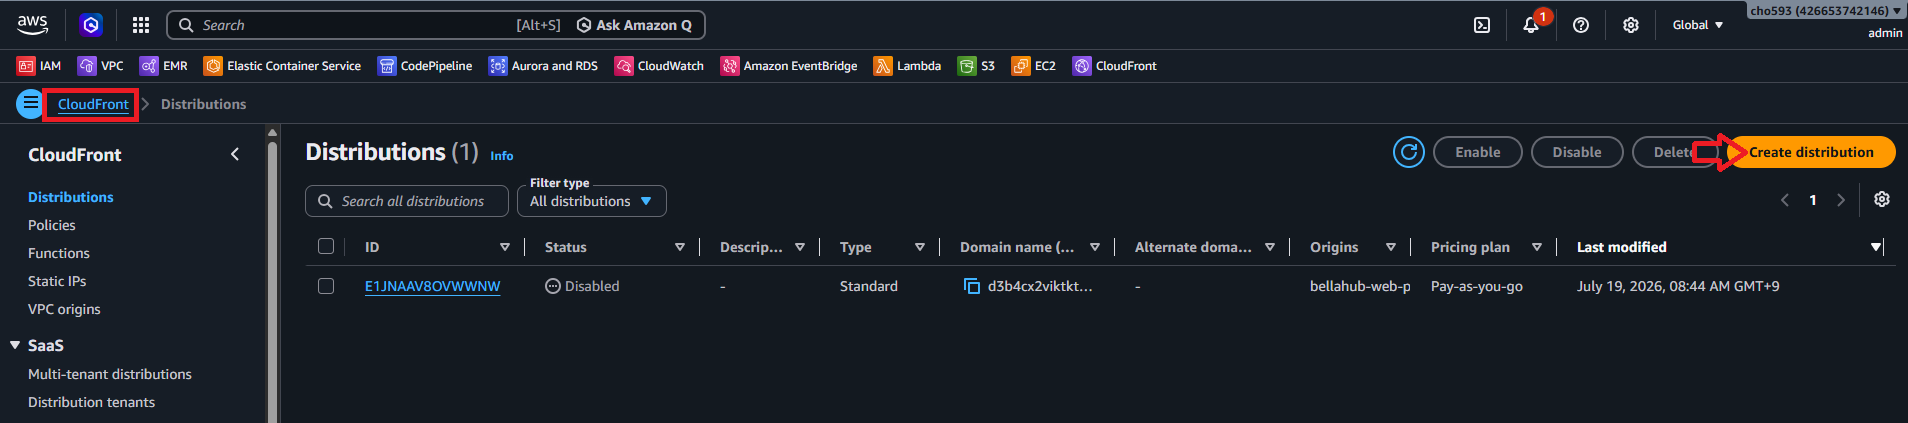 aws
Search [Alt+S] Ask Amazon Q
1
Global
cho593 (426653742146)
admin
IAM VPC EMR Elastic Container Service CodePipeline Aurora and RDS CloudWatch Amazon EventBridge Lambda S3 EC2 CloudFront
CloudFront Distributions
CloudFront
Distributions
Policies
Functions
Static IPs
VPC origins
SaaS
Multi-tenant distributions
Distribution tenants
Distributions (1) Info
Enable Disable Delete Create distribution
Search all distributions
Filter type
All distributions
1
ID Status Descrip... Type Domain name (... Alternate doma... Origins Pricing plan Last modified
E1JNAAV8OVWWNW Disabled - Standard d3b4cx2viktkt... - bellahub-web-p Pay-as-you-go July 19, 2026, 08:44 AM GMT+9